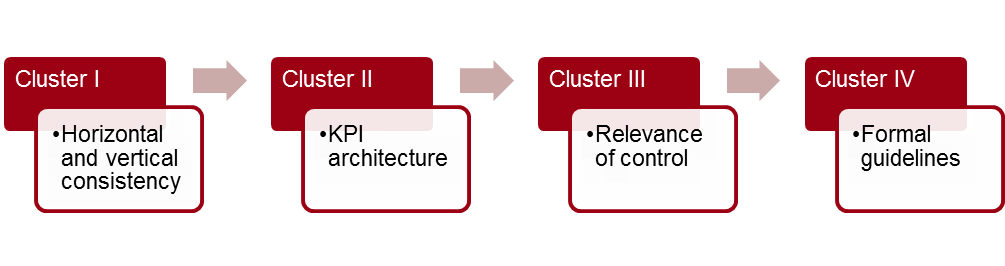 Cluster I
•Horizontal
and vertical
consistency
Cluster II
•KPI
architecture
Cluster III
•Relevance
of control
Cluster IV
•Formal
guidelines